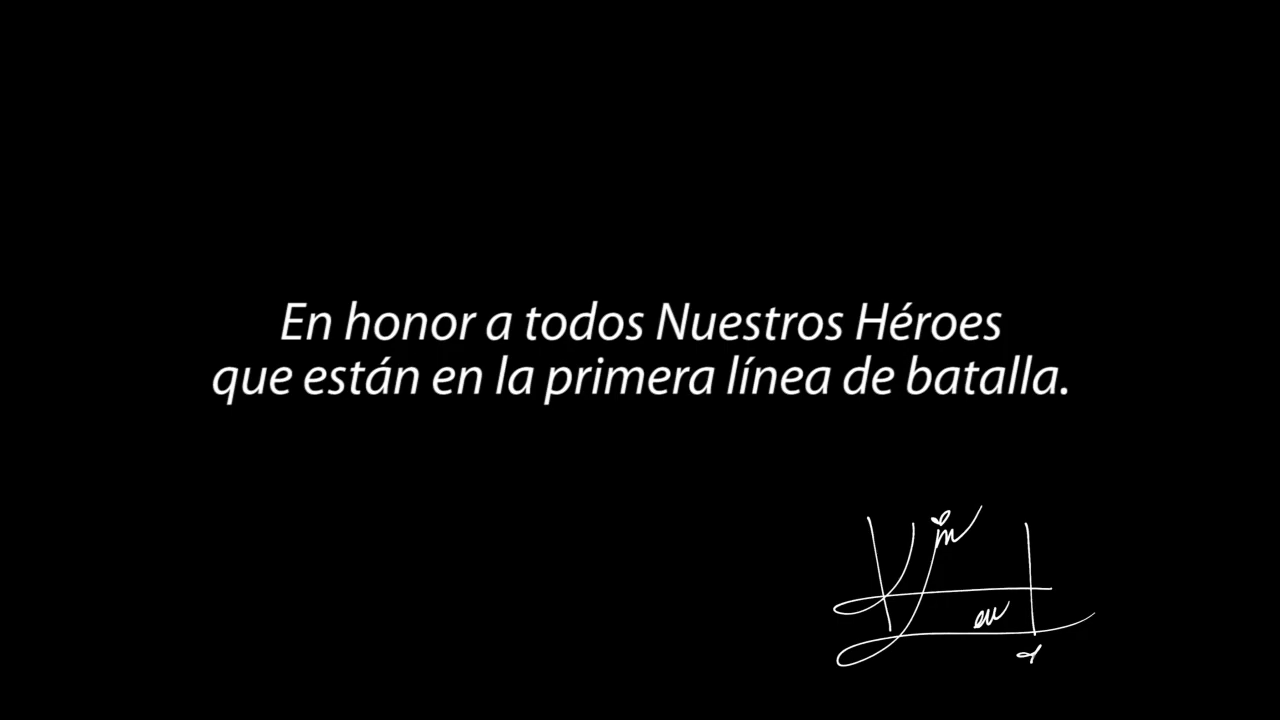 En honor a todos Nuestros Héroes
que están en la primera línea de batalla.